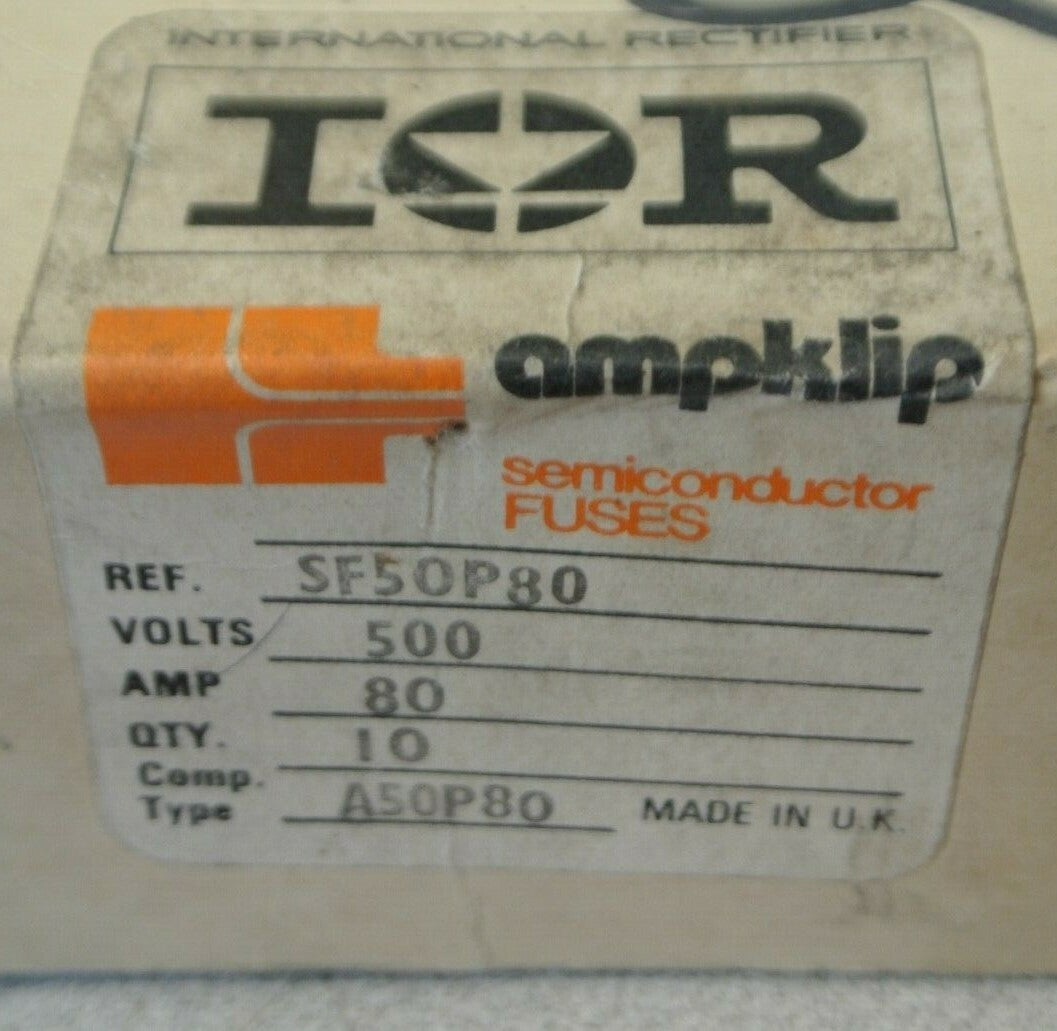 INTERNATIONAL RECTIFIER
IOR
ampklip
semiconductor
FUSES
REF. SF50P80
VOLTS 500
AMP 80
QTY. 10
Comp.
Type A50P80 MADE IN U.K.